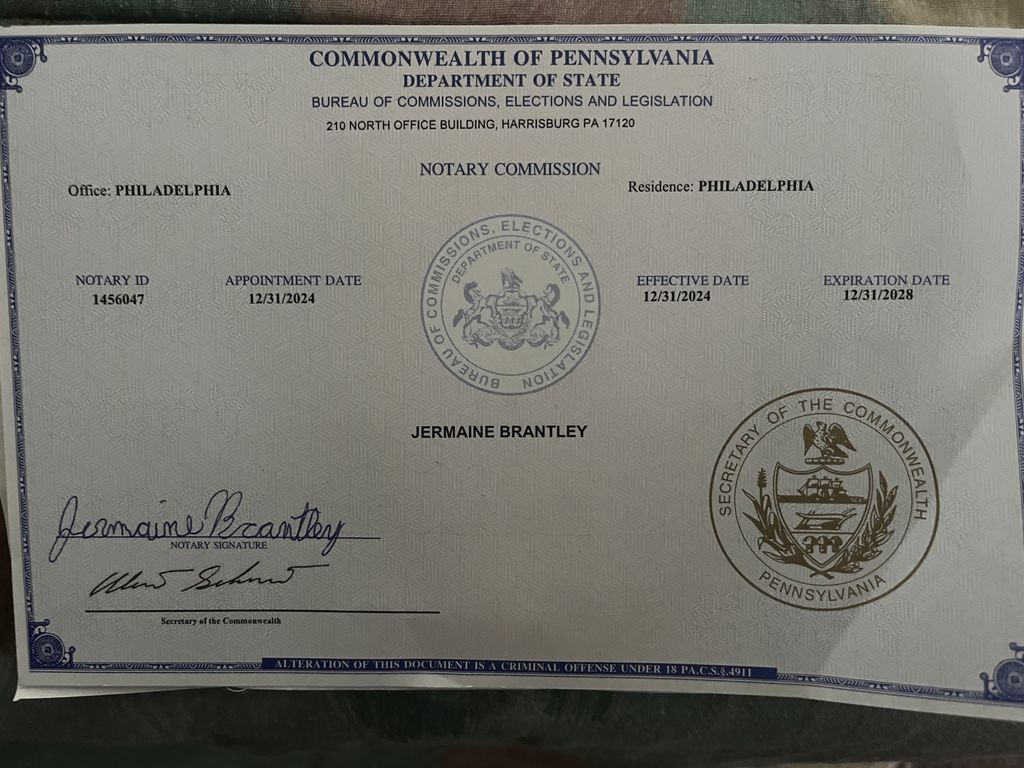 COMMONWEALTH OF PENNSYLVANIA
DEPARTMENT OF STATE
BUREAU OF COMMISSIONS, ELECTIONS AND LEGISLATION
210 NORTH OFFICE BUILDING, HARRISBURG PA 17120
NOTARY COMMISSION
Office: PHILADELPHIA
Residence: PHILADELPHIA
BUREAU OF COMMISSIONS, ELECTIONS AND LEGISLATION
DEPARTMENT OF STATE
NOTARY ID
1456047
APPOINTMENT DATE
12/31/2024
EFFECTIVE DATE
12/31/2024
EXPIRATION DATE
12/31/2028
JERMAINE BRANTLEY
SECRETARY OF THE COMMONWEALTH
PENNSYLVANIA
Jermaine Brantley
NOTARY SIGNATURE
Secretary of the Commonwealth
ALTERATION OF THIS DOCUMENT IS A CRIMINAL OFFENSE UNDER 18 PA.C.S.§.4911